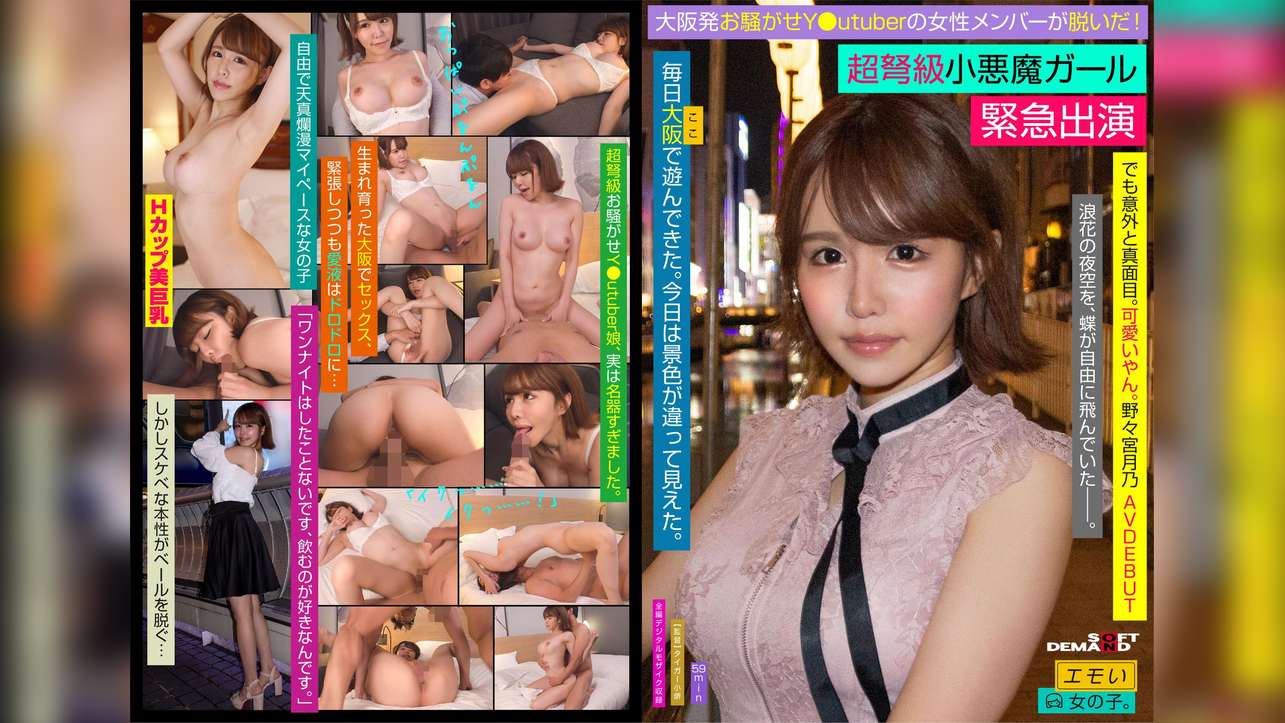 大阪発お騒がせY●utuberの女性メンバーが脱いだ！
超弩級小悪魔ガール
緊急出演
でも意外と真面目。可愛いやん。野々宮月乃 AVDEBUT
浪花の夜空を、蝶が自由に飛んでいた――。
毎日大阪で遊んできた。今日は景色が違って見えた。
ここ
全編デジタルモザイク収録
【監督】タイガー小堺
59min
SOFT ON DEMAND
エモい
女の子。
超弩級お騒がせY●utuber娘、実は名器すぎました。
生まれ育った大阪でセックス、
緊張しつつも愛液はドロドロに…
自由で天真爛漫マイペースな女の子
Hカップ美巨乳
「ワンナイトはしたことないです、飲むのが好きなんです。」
しかしスケベな本性がベールを脱ぐ…
「イク……
イクっ……！」